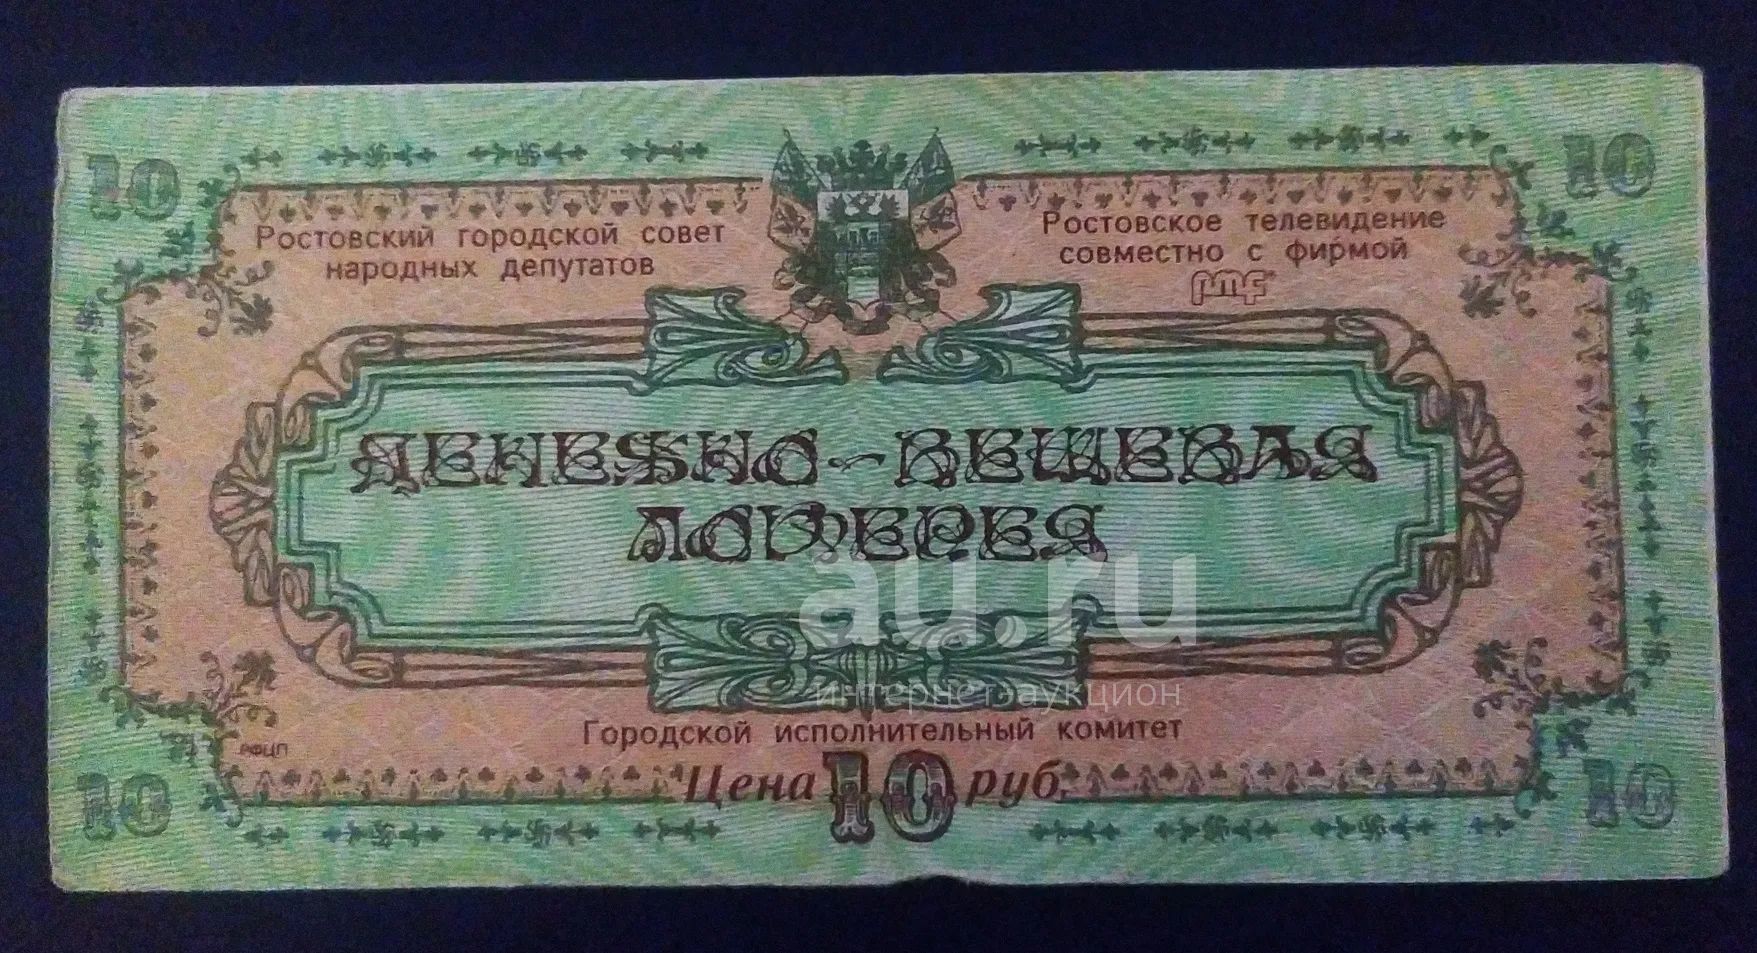 10
10
Ростовский городской совет
народных депутатов
Ростовское телевидение
совместно с фирмой
ДЕНЕЖНО-ВЕЩЕВАЯ
ЛОТЕРЕЯ
au.ru
интернет-аукцион
Городской исполнительный комитет
РФЦП
Цена 10 руб.
10
10